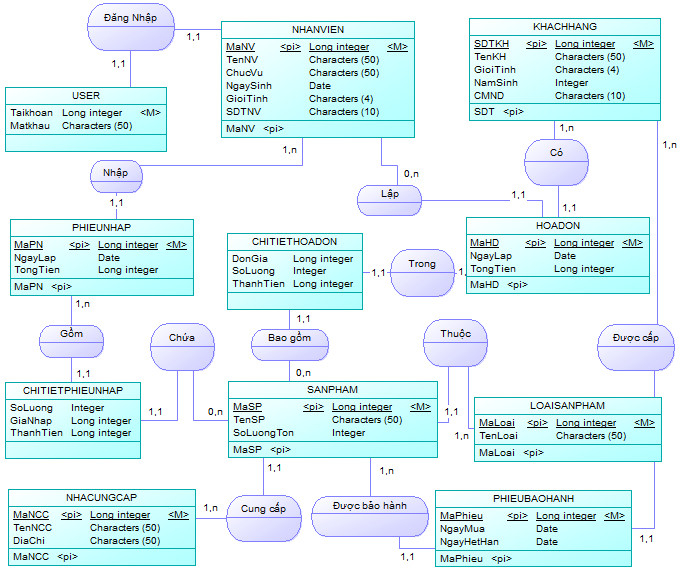 Đăng Nhập
1,1
1,1
NHANVIEN
MaNV <pi> Long integer <M>
TenNV Characters (50)
ChucVu Characters (50)
NgaySinh Date
GioiTinh Characters (4)
SDTNV Characters (10)
MaNV <pi>
KHACHHANG
SDTKH <pi> Long integer <M>
TenKH Characters (50)
GioiTinh Characters (4)
NamSinh Integer
CMND Characters (10)
SDT <pi>
USER
Taikhoan Long integer <M>
Matkhau Characters (50)
1,n
0,n
1,n
1,n
Nhập
Có
Lập
1,1
1,1
1,1
PHIEUNHAP
MaPN <pi> Long integer <M>
NgayLap Date
TongTien Long integer
MaPN <pi>
CHITIETHOADON
DonGia Long integer
SoLuong Integer
ThanhTien Long integer
HOADON
MaHD <pi> Long integer <M>
NgayLap Date
TongTien Long integer
MaHD <pi>
1,1
Trong
1,n
1,1
Gồm
Chứa
Bao gồm
Thuộc
Được cấp
1,1
0,n
CHITIETPHIEUNHAP
SoLuong Integer
GiaNhap Long integer
ThanhTien Long integer
1,1
0,n
SANPHAM
MaSP <pi> Long integer <M>
TenSP Characters (50)
SoLuongTon Integer
MaSP <pi>
1,1
1,n
LOAISANPHAM
MaLoai <pi> Long integer <M>
TenLoai Characters (50)
MaLoai <pi>
1,1
1,n
NHACUNGCAP
MaNCC <pi> Long integer <M>
TenNCC Characters (50)
DiaChi Characters (50)
MaNCC <pi>
1,n
Cung cấp
Được bảo hành
1,1
PHIEUBAOHANH
MaPhieu <pi> Long integer <M>
NgayMua Date
NgayHetHan Date
MaPhieu <pi>
1,1